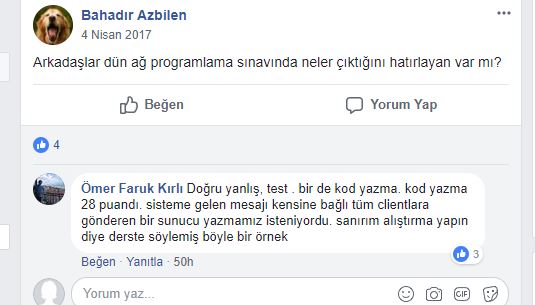 Bahadır Azbilen
4 Nisan 2017
Arkadaşlar dün ağ programlama sınavında neler çıktığını hatırlayan var mı?
Beğen
Yorum Yap
4
Ömer Faruk Kırlı Doğru yanlış, test . bir de kod yazma. kod yazma
28 puandı. sisteme gelen mesajı kensine bağlı tüm clientlara
gönderen bir sunucu yazmamız isteniyordu. sanırım alıştırma yapın
diye derste söylemiş böyle bir örnek
3
Beğen · Yanıtla · 50h
Yorum yaz...
GIF